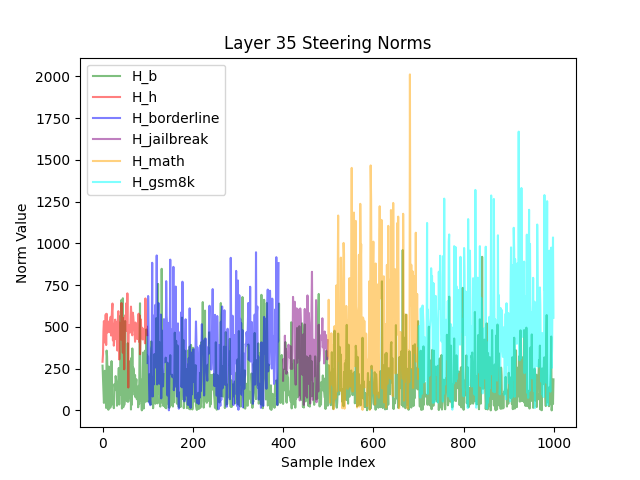 Layer 35 Steering Norms
H_b
H_h
H_borderline
H_jailbreak
H_math
H_gsm8k
Norm Value
2000
1750
1500
1250
1000
750
500
250
0
0 200 400 600 800 1000
Sample Index